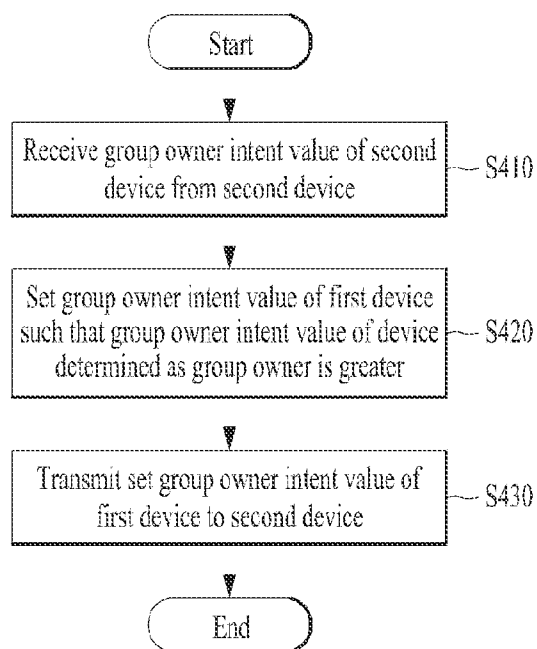 Start
Receive group owner intent value of second
device from second device
S410
Set group owner intent value of first device
such that group owner intent value of device
determined as group owner is greater
S420
Transmit set group owner intent value of
first device to second device
S430
End